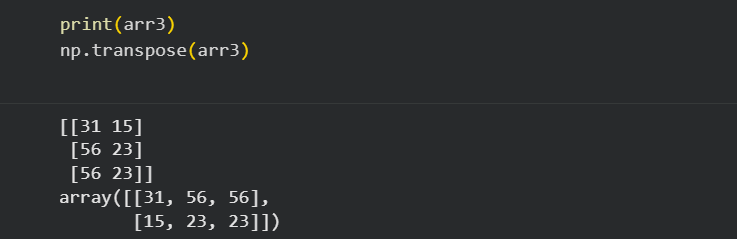 print(arr3)
np.transpose(arr3)
[[31 15]
 [56 23]
 [56 23]]
array([[31, 56, 56],
       [15, 23, 23]])